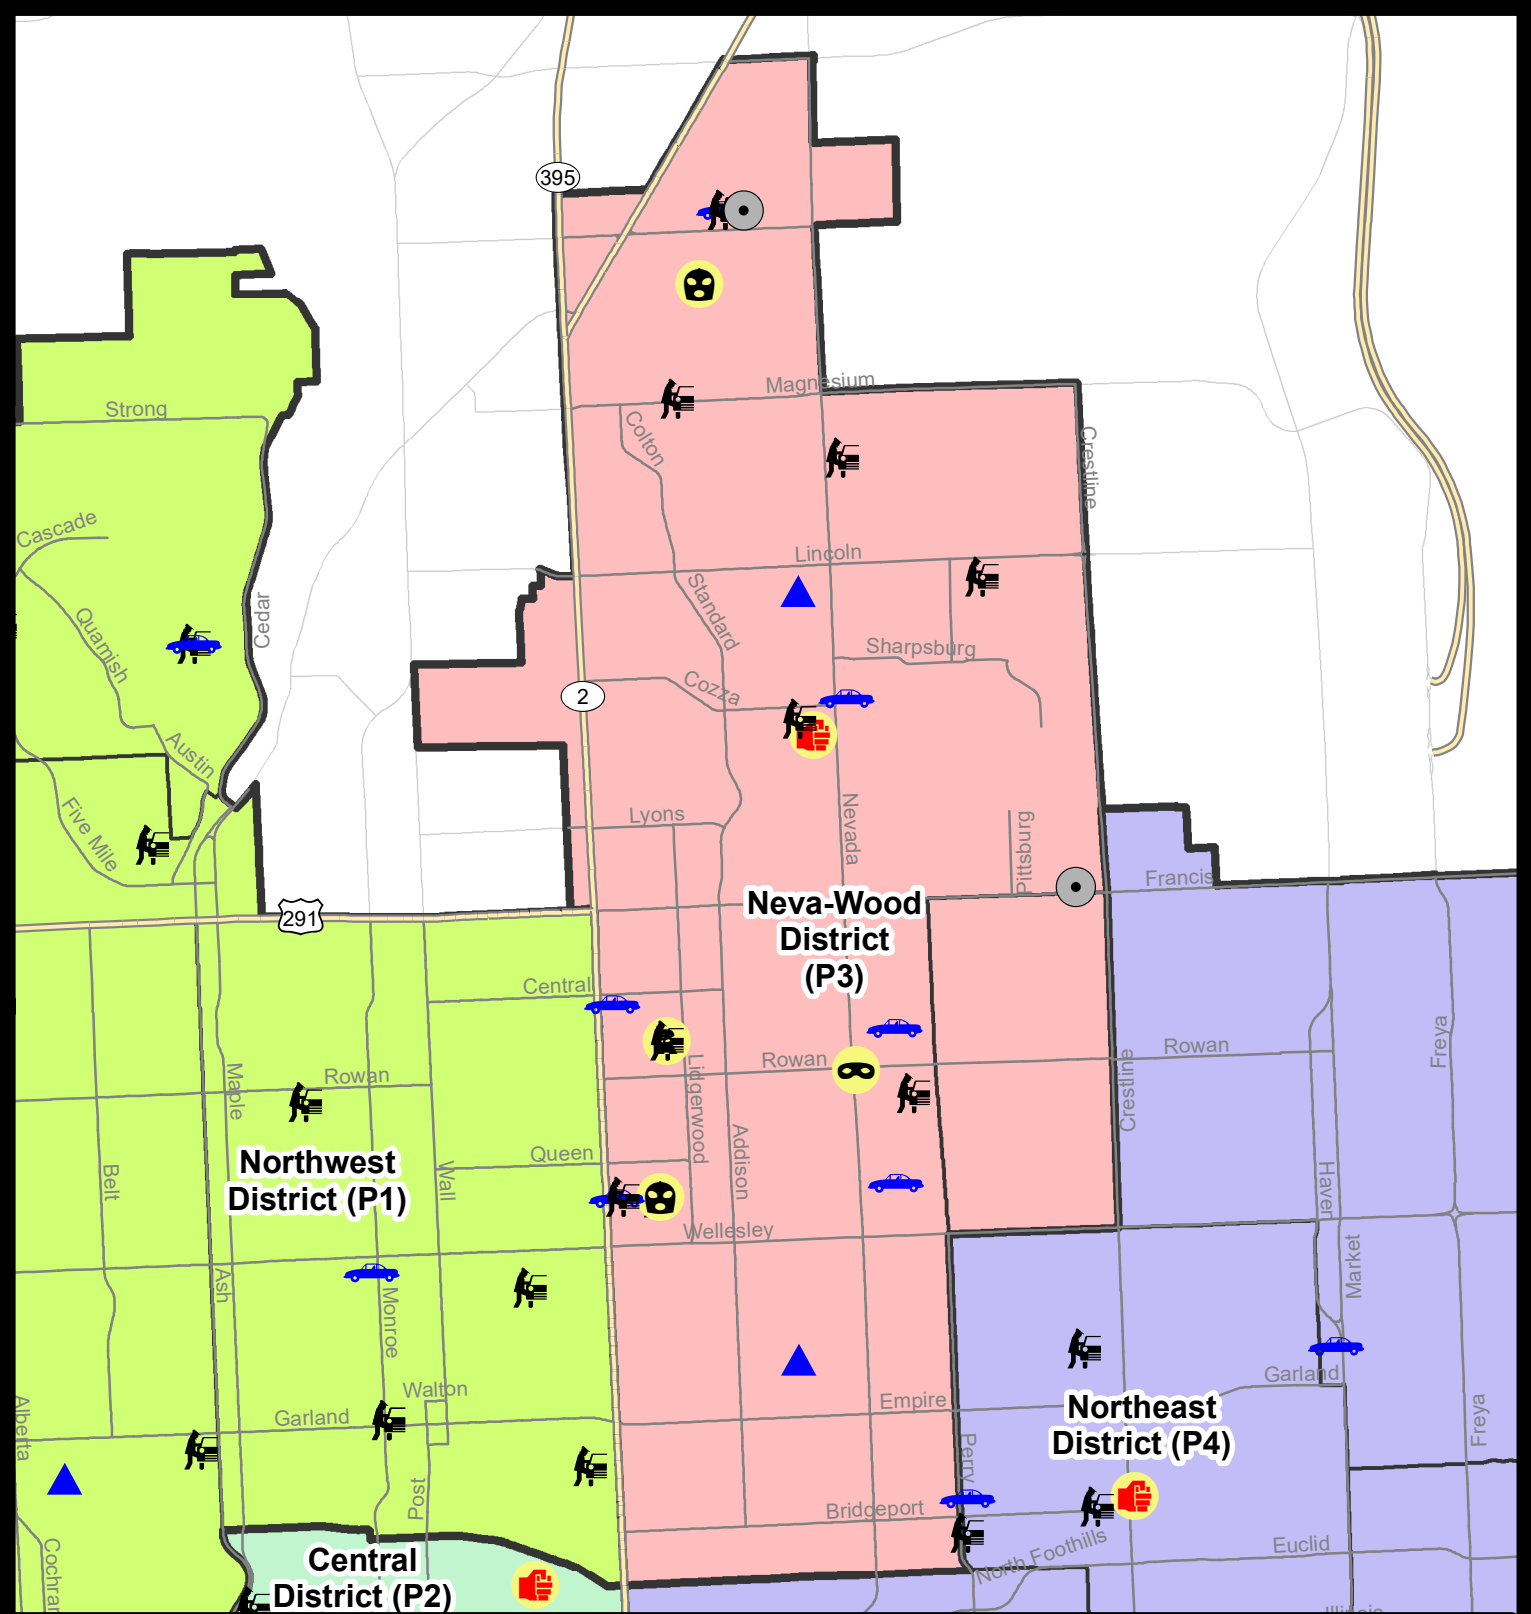 395
Magnesium
Strong
Colton
Crestline
Cascade
Lincoln
Standard
Quamish
Cedar
Sharpsburg
Cozza
2
Austin
Five Mile
Lyons
Nevada
Pittsburg
Francis
Neva-Wood
District
(P3)
291
Central
Rowan
Rowan
Rowan
Freya
Maple
Lidgerwood
Crestline
Addison
Queen
Northwest
District (P1)
Belt
Wall
Haven
Wellesley
Market
Ash
Monroe
Walton
Garland
Garland
Empire
Northeast
District (P4)
Alberta
Freya
Perry
Post
Bridgeport
North Foothills
Euclid
Central
District (P2)